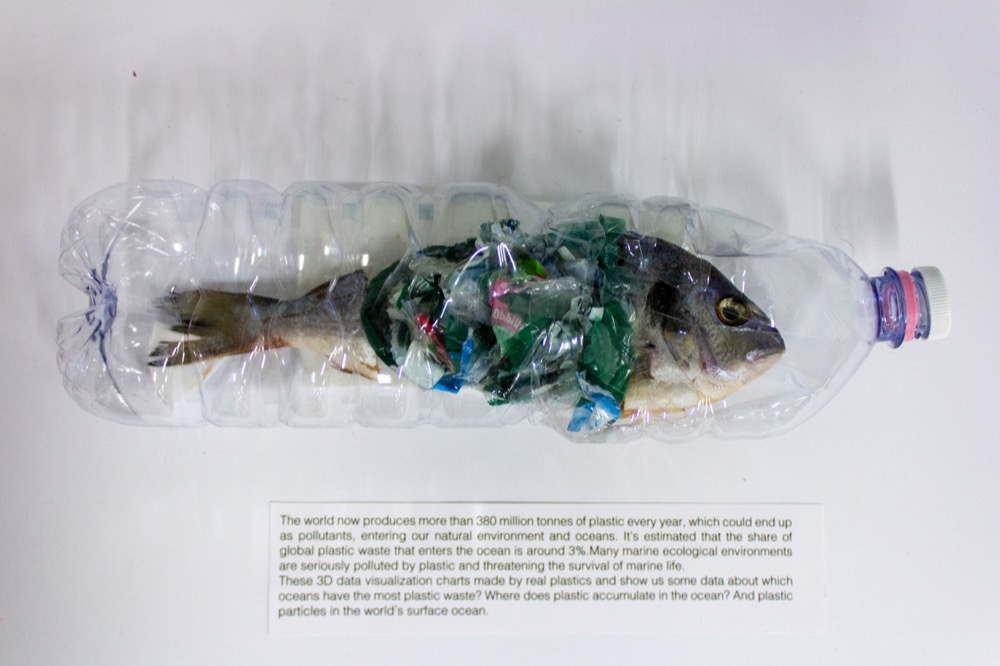 The world now produces more than 380 million tonnes of plastic every year, which could end up
as pollutants, entering our natural environment and oceans. It's estimated that the share of
global plastic waste that enters the ocean is around 3%.Many marine ecological environments
are seriously polluted by plastic and threatening the survival of marine life.
These 3D data visualization charts made by real plastics and show us some data about which
oceans have the most plastic waste? Where does plastic accumulate in the ocean? And plastic
particles in the world's surface ocean.